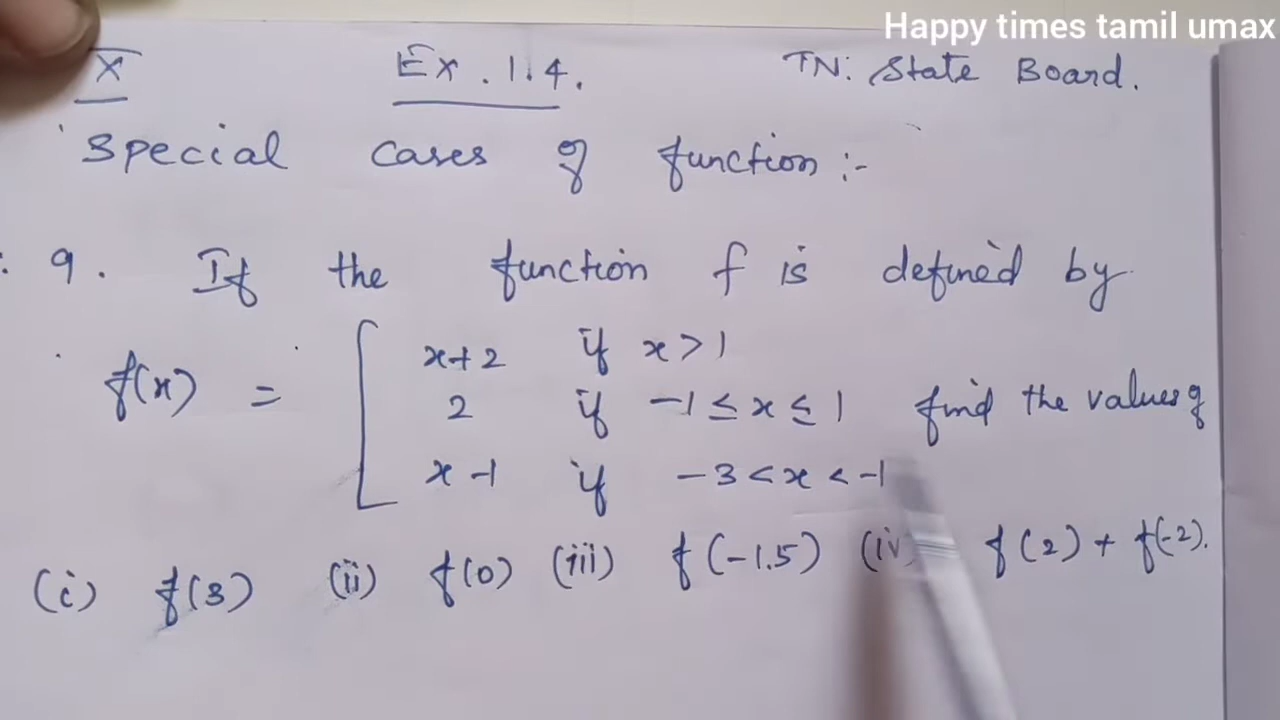 Happy times tamil umax
X Ex. 1.4. TN: State Board.
Special cases of function :-
9. If the function f is defined by
f(x) = [ x+2 if x > 1
2 if -1 ≤ x ≤ 1 find the values of
x-1 if -3 < x < -1
(i) f(3) (ii) f(0) (iii) f(-1.5) (iv) f(2) + f(-2).